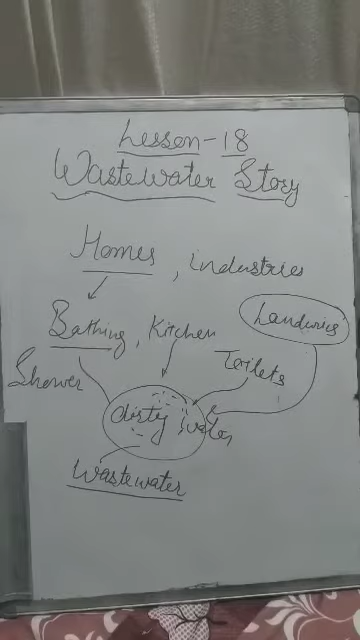 Lesson-18
Wastewater Story
Homes, industries
Bathing, Kitchen
Laundries
Shower
Toilets
dirty water
Wastewater